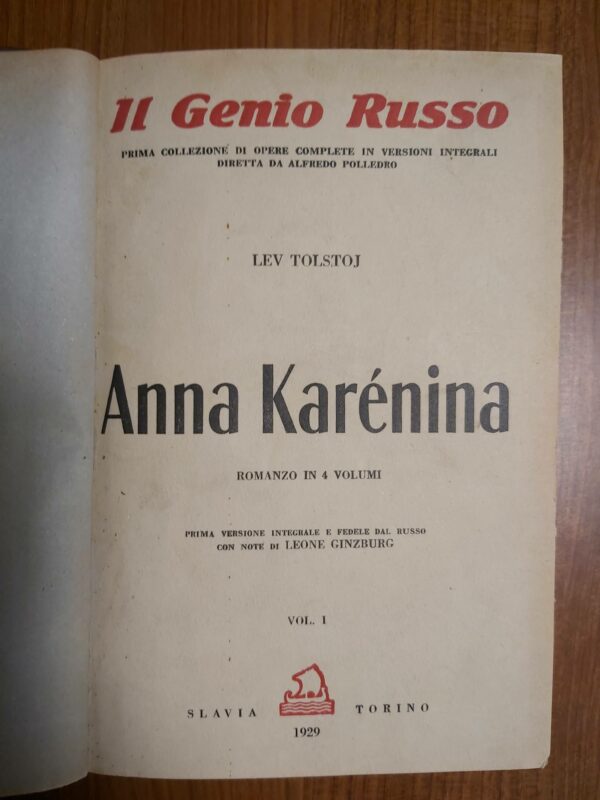 Il Genio Russo
PRIMA COLLEZIONE DI OPERE COMPLETE IN VERSIONI INTEGRALI
DIRETTA DA ALFREDO POLLEDRO
LEV TOLSTOJ
Anna Karénina
ROMANZO IN 4 VOLUMI
PRIMA VERSIONE INTEGRALE E FEDELE DAL RUSSO
CON NOTE DI LEONE GINZBURG
VOL. I
SLAVIA TORINO
1929